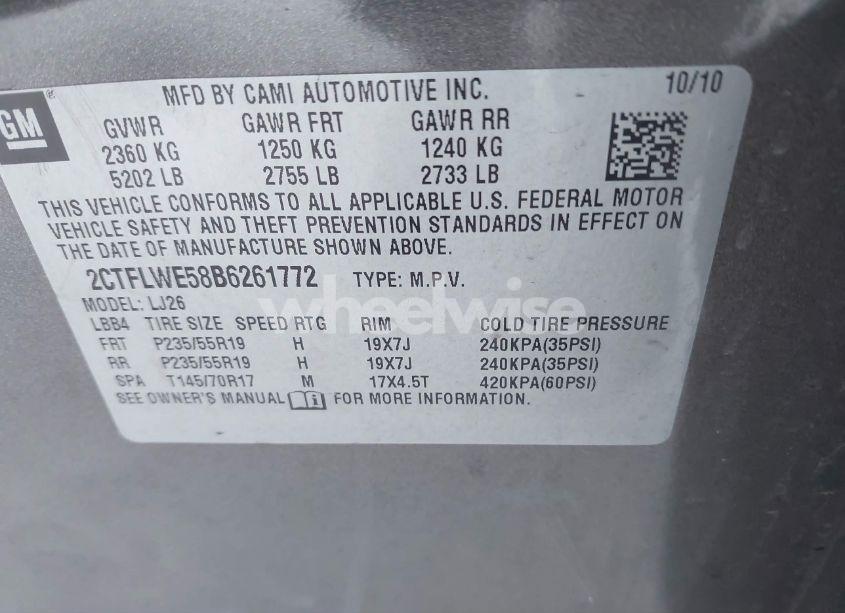 GM
MFD BY CAMI AUTOMOTIVE INC. 10/10
GVWR GAWR FRT GAWR RR
2360 KG 1250 KG 1240 KG
5202 LB 2755 LB 2733 LB
THIS VEHICLE CONFORMS TO ALL APPLICABLE U.S. FEDERAL MOTOR
VEHICLE SAFETY AND THEFT PREVENTION STANDARDS IN EFFECT ON
THE DATE OF MANUFACTURE SHOWN ABOVE.
2CTFLWE58B6261772 TYPE: M.P.V.
MODEL: LJ26
wheelwise
LBB4 TIRE SIZE SPEED RTG RIM COLD TIRE PRESSURE
FRT P235/55R19 H 19X7J 240KPA(35PSI)
RR P235/55R19 H 19X7J 240KPA(35PSI)
SPA T145/70R17 M 17X4.5T 420KPA(60PSI)
SEE OWNER'S MANUAL FOR MORE INFORMATION.